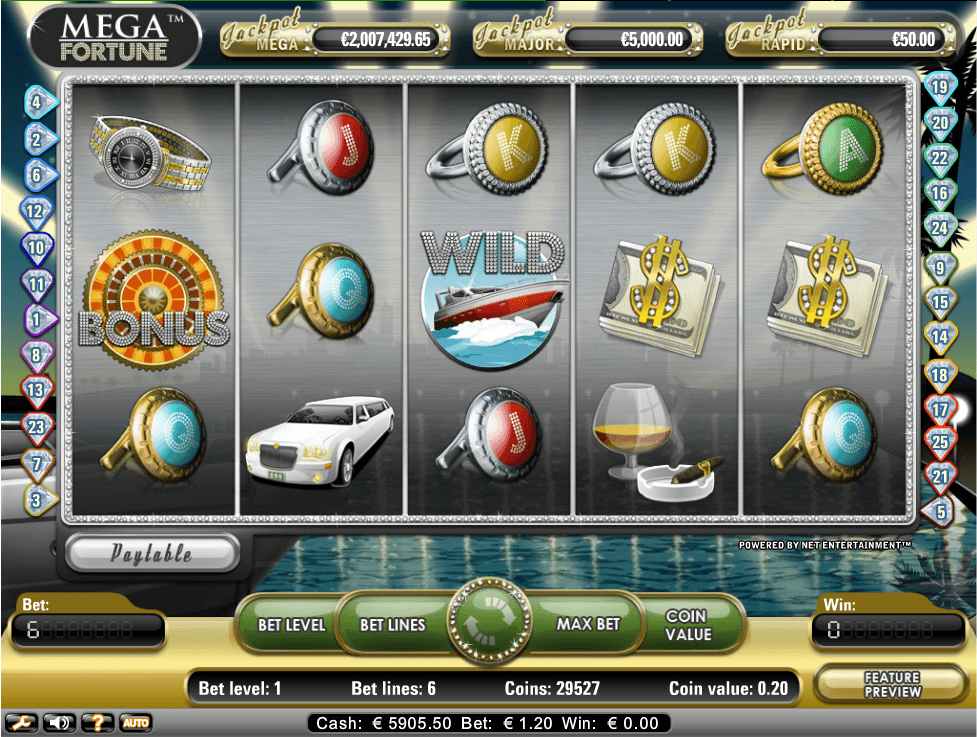 MEGA™
FORTUNE
Jackpot
MEGA
€2,007,429.65
Jackpot
MAJOR
€5,000.00
Jackpot
RAPID
€50.00
4
2
6
12
10
11
1
8
13
23
7
3
J
K
K
A
BONUS
Q
WILD
$
$
Q
J
Q
19
20
22
16
24
9
15
14
18
17
25
21
5
Paytable
POWERED BY NET ENTERTAINMENT™
Bet:
6
BET LEVEL
BET LINES
MAX BET
COIN
VALUE
Win:
0
Bet level: 1
Bet lines: 6
Coins: 29527
Coin value: 0.20
FEATURE
PREVIEW
?
AUTO
Cash: € 5905.50 Bet: € 1.20 Win: € 0.00